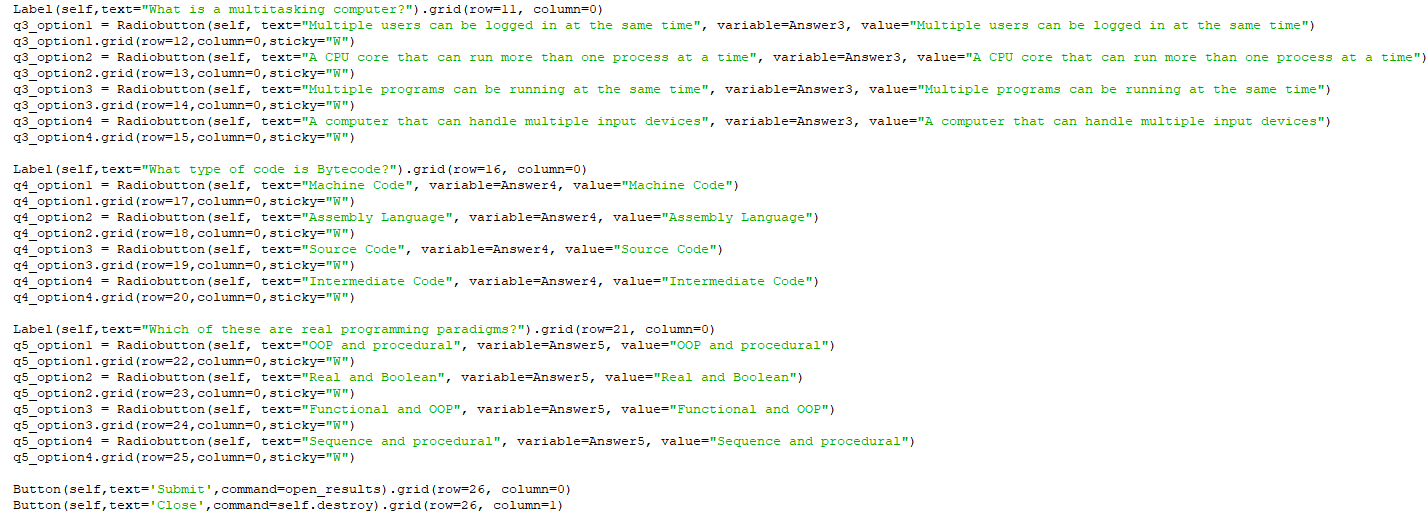 Label(self,text="What is a multitasking computer?").grid(row=11, column=0)
q3_option1 = Radiobutton(self, text="Multiple users can be logged in at the same time", variable=Answer3, value="Multiple users can be logged in at the same time")
q3_option1.grid(row=12,column=0,sticky="W")
q3_option2 = Radiobutton(self, text="A CPU core that can run more than one process at a time", variable=Answer3, value="A CPU core that can run more than one process at a time")
q3_option2.grid(row=13,column=0,sticky="W")
q3_option3 = Radiobutton(self, text="Multiple programs can be running at the same time", variable=Answer3, value="Multiple programs can be running at the same time")
q3_option3.grid(row=14,column=0,sticky="W")
q3_option4 = Radiobutton(self, text="A computer that can handle multiple input devices", variable=Answer3, value="A computer that can handle multiple input devices")
q3_option4.grid(row=15,column=0,sticky="W")

Label(self,text="What type of code is Bytecode?").grid(row=16, column=0)
q4_option1 = Radiobutton(self, text="Machine Code", variable=Answer4, value="Machine Code")
q4_option1.grid(row=17,column=0,sticky="W")
q4_option2 = Radiobutton(self, text="Assembly Language", variable=Answer4, value="Assembly Language")
q4_option2.grid(row=18,column=0,sticky="W")
q4_option3 = Radiobutton(self, text="Source Code", variable=Answer4, value="Source Code")
q4_option3.grid(row=19,column=0,sticky="W")
q4_option4 = Radiobutton(self, text="Intermediate Code", variable=Answer4, value="Intermediate Code")
q4_option4.grid(row=20,column=0,sticky="W")

Label(self,text="Which of these are real programming paradigms?").grid(row=21, column=0)
q5_option1 = Radiobutton(self, text="OOP and procedural", variable=Answer5, value="OOP and procedural")
q5_option1.grid(row=22,column=0,sticky="W")
q5_option2 = Radiobutton(self, text="Real and Boolean", variable=Answer5, value="Real and Boolean")
q5_option2.grid(row=23,column=0,sticky="W")
q5_option3 = Radiobutton(self, text="Functional and OOP", variable=Answer5, value="Functional and OOP")
q5_option3.grid(row=24,column=0,sticky="W")
q5_option4 = Radiobutton(self, text="Sequence and procedural", variable=Answer5, value="Sequence and procedural")
q5_option4.grid(row=25,column=0,sticky="W")

Button(self,text='Submit',command=open_results).grid(row=26, column=0)
Button(self,text='Close',command=self.destroy).grid(row=26, column=1)